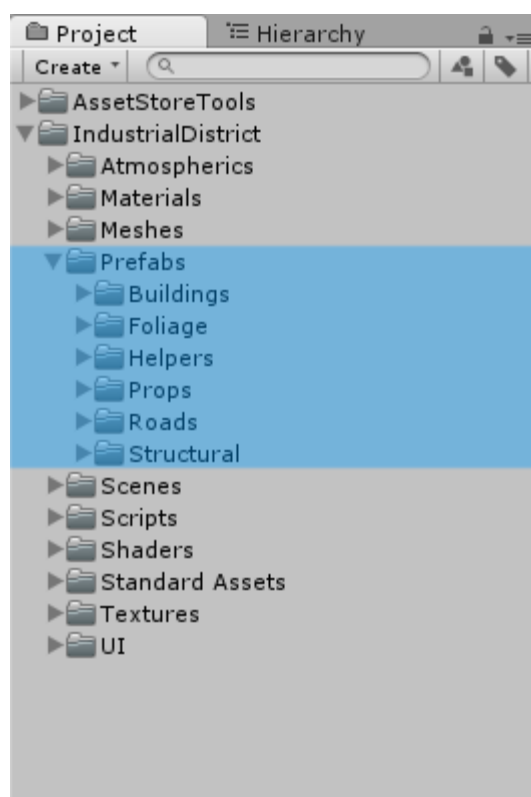 Project Hierarchy
Create
AssetStoreTools
IndustrialDistrict
Atmospherics
Materials
Meshes
Prefabs
Buildings
Foliage
Helpers
Props
Roads
Structural
Scenes
Scripts
Shaders
Standard Assets
Textures
UI